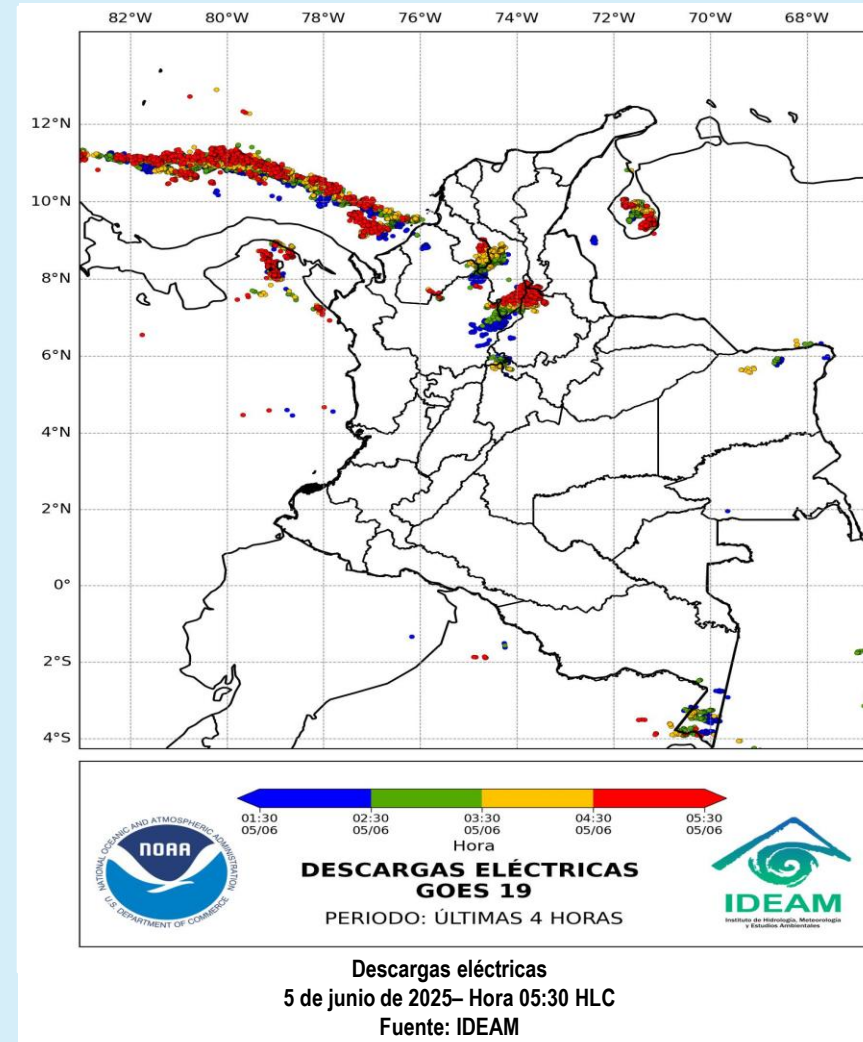 82°W 80°W 78°W 76°W 74°W 72°W 70°W 68°W
12°N
10°N
8°N
6°N
4°N
2°N
0°
2°S
4°S
01:30 02:30 03:30 04:30 05:30
05/06 05/06 05/06 05/06 05/06
Hora
DESCARGAS ELÉCTRICAS
GOES 19
PERIODO: ÚLTIMAS 4 HORAS
NATIONAL OCEANIC AND ATMOSPHERIC ADMINISTRATION
NOAA
U.S. DEPARTMENT OF COMMERCE
IDEAM
Instituto de Hidrología, Meteorología
y Estudios Ambientales
Descargas eléctricas
5 de junio de 2025– Hora 05:30 HLC
Fuente: IDEAM